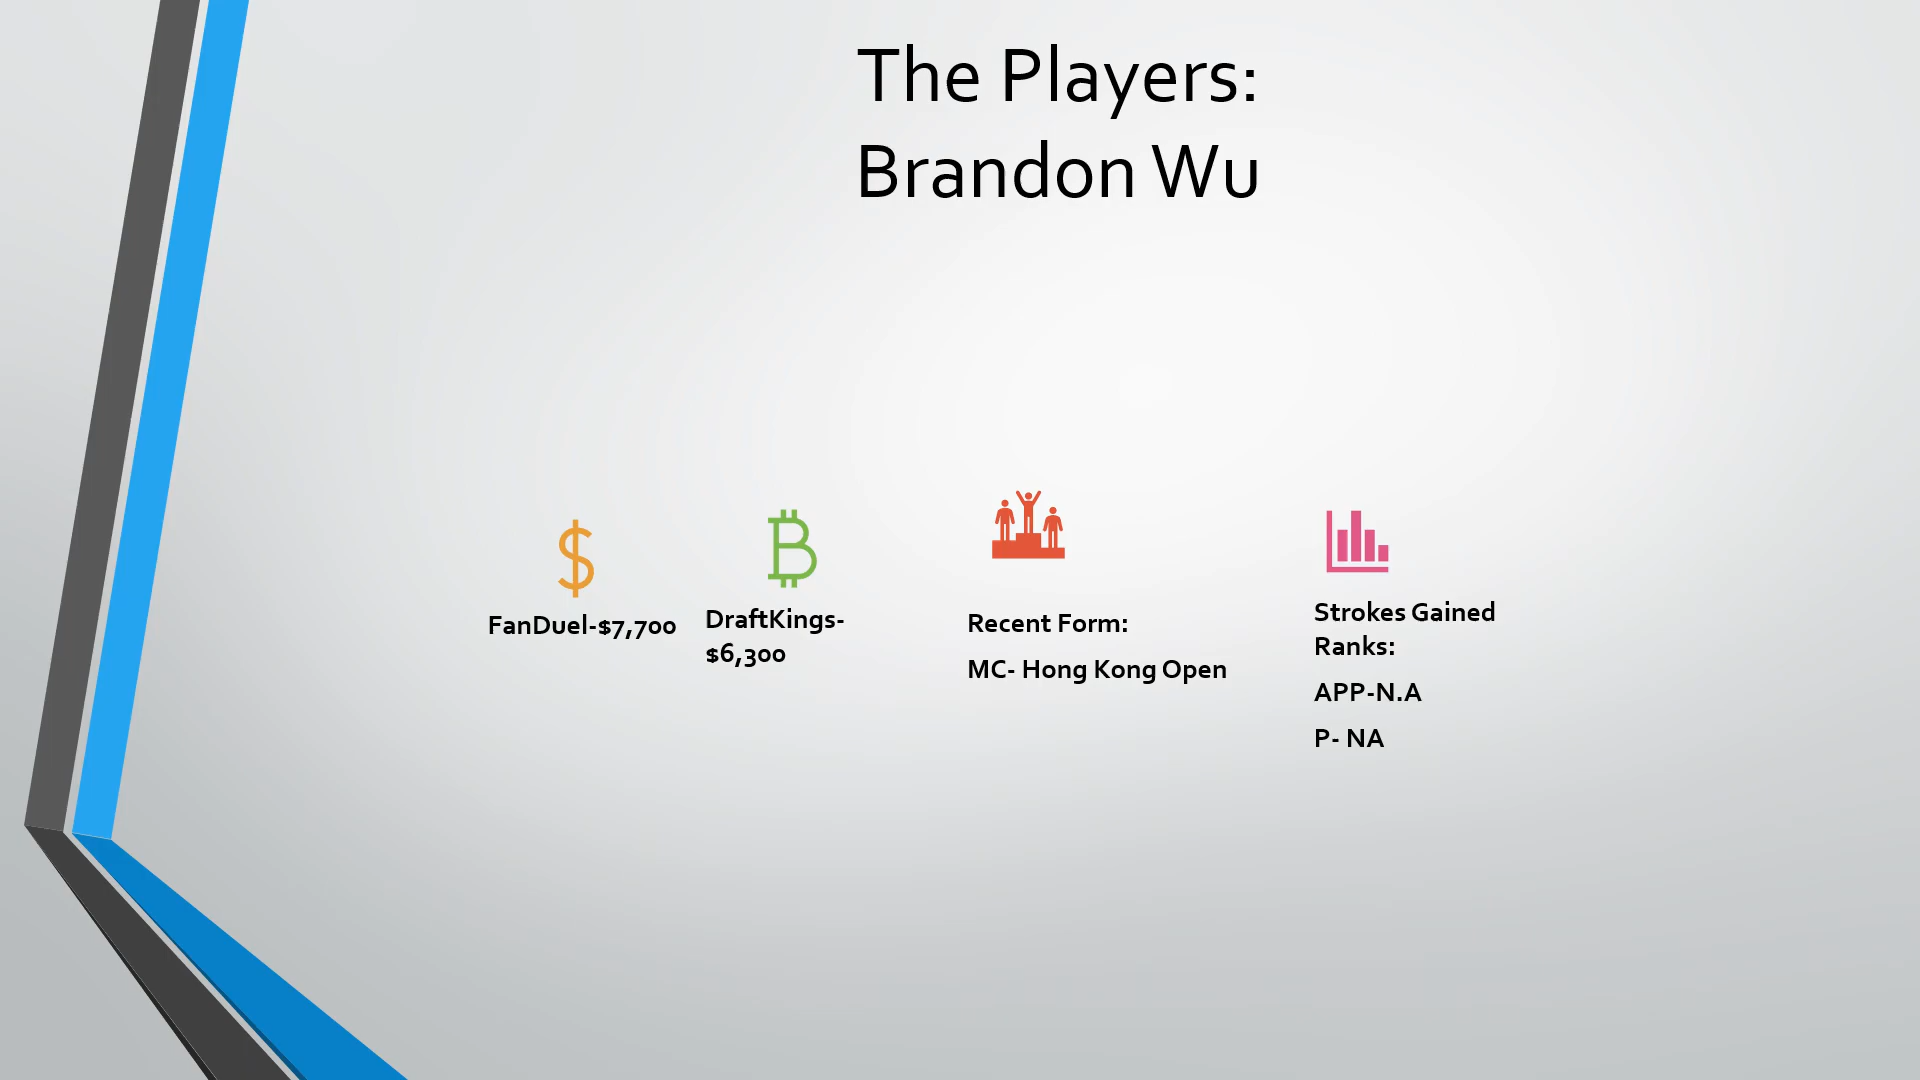 The Players:
Brandon Wu
FanDuel-$7,700
DraftKings-
$6,300
Recent Form:
MC- Hong Kong Open
Strokes Gained
Ranks:
APP-N.A
P- NA